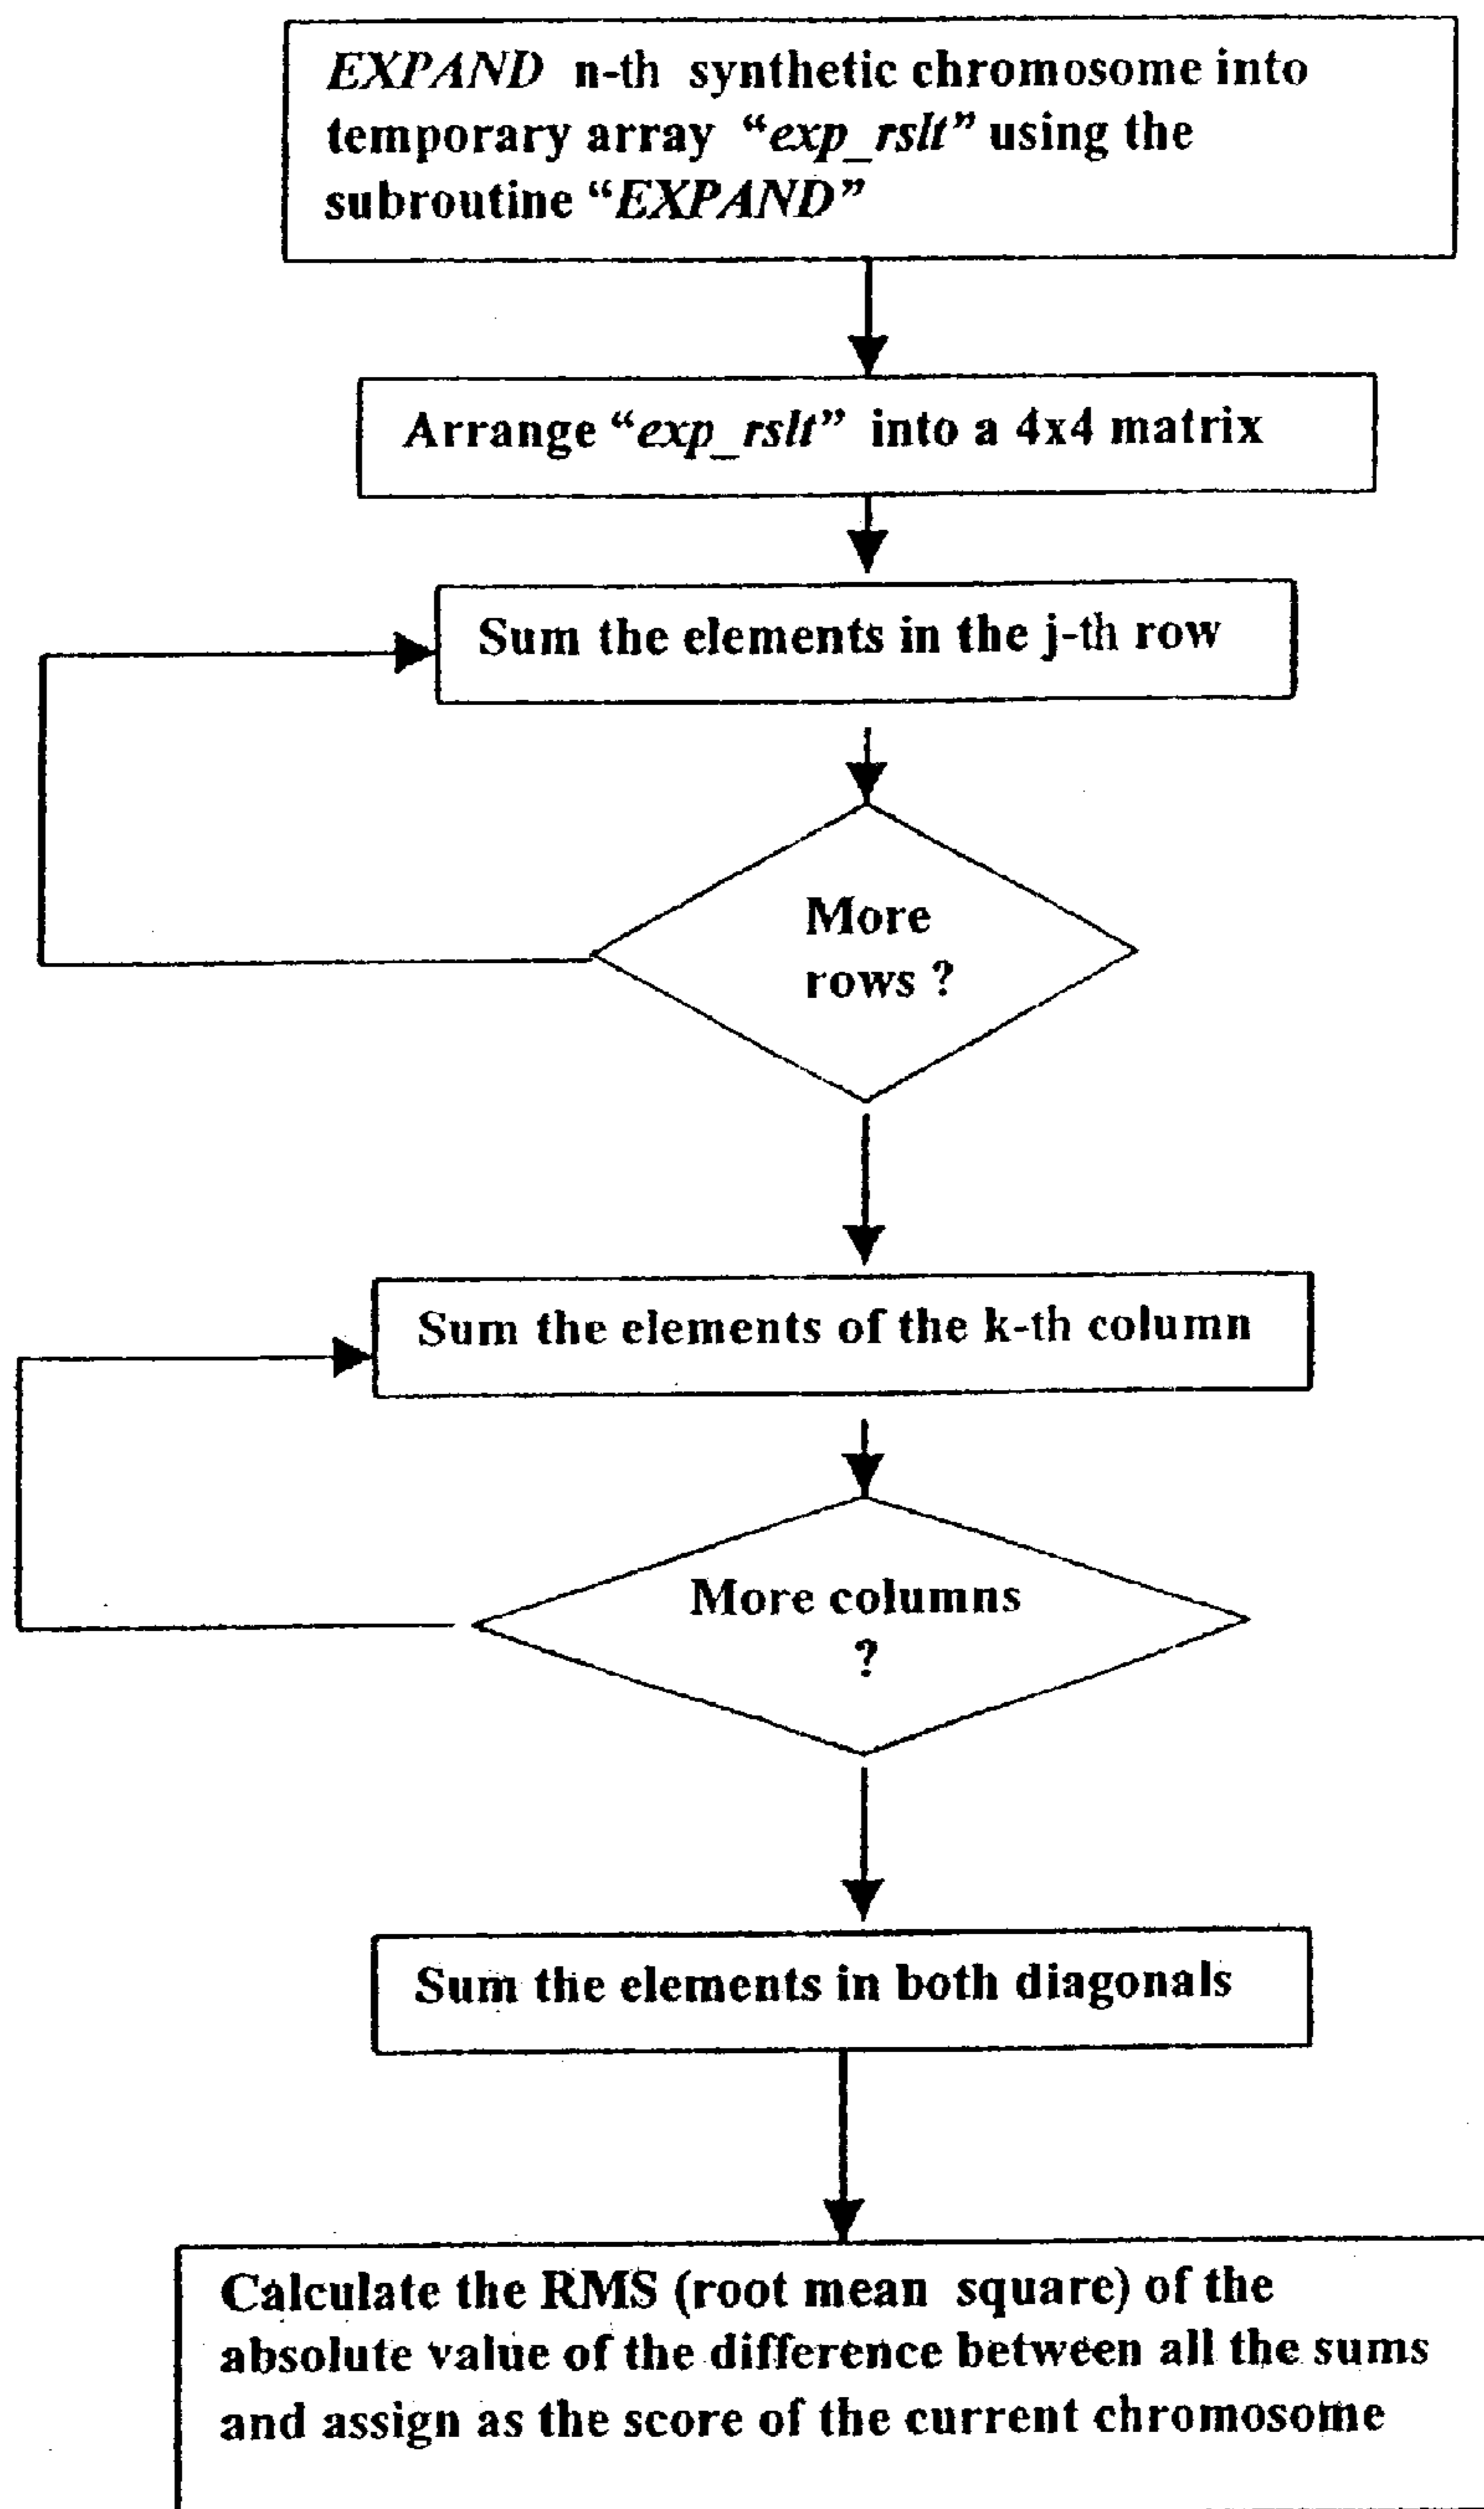 EXPAND n-th synthetic chromosome into
temporary array “exp_rslt” using the
subroutine “EXPAND”
Arrange “exp_rslt” into a 4x4 matrix
Sum the elements in the j-th row
More
rows ?
Sum the elements of the k-th column
More columns
?
Sum the elements in both diagonals
Calculate the RMS (root mean square) of the
absolute value of the difference between all the sums
and assign as the score of the current chromosome